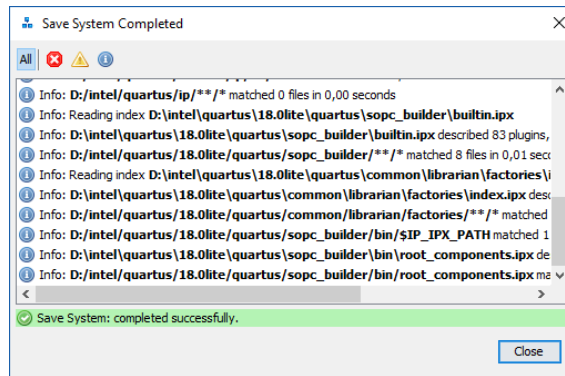 Save System Completed
All
Info: D:/intel/quartus/ip/**/* matched 0 files in 0,00 seconds
Info: Reading index D:\intel\quartus\18.0lite\quartus\sopc_builder\builtin.ipx
Info: D:\intel\quartus\18.0lite\quartus\sopc_builder\builtin.ipx described 83 plugins,
Info: D:/intel/quartus/18.0lite/quartus/sopc_builder/**/* matched 8 files in 0,01 sec
Info: Reading index D:\intel\quartus\18.0lite\quartus\common\librarian\factories\i
Info: D:\intel\quartus\18.0lite\quartus\common\librarian\factories\index.ipx desc
Info: D:/intel/quartus/18.0lite/quartus/common/librarian/factories/**/* matched
Info: D:/intel/quartus/18.0lite/quartus/sopc_builder/bin/$IP_IPX_PATH matched 1
Info: D:\intel\quartus\18.0lite\quartus\sopc_builder\bin\root_components.ipx de
Info: D:/intel/quartus/18.0lite/quartus/sopc_builder/bin/root_components.ipx ma
Save System: completed successfully.
Close